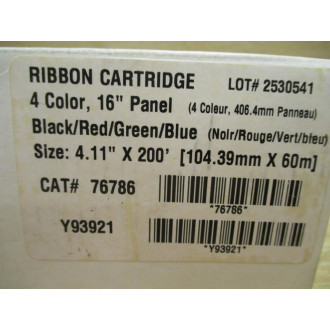 RIBBON CARTRIDGE LOT# 2530541
4 Color, 16" Panel (4 Coleur, 406.4mm Panneau)
Black/Red/Green/Blue (Noir/Rouge/Vert/bleu)
Size: 4.11" X 200' [104.39mm X 60m]
CAT# 76786
*76786*
Y93921
*Y93921*